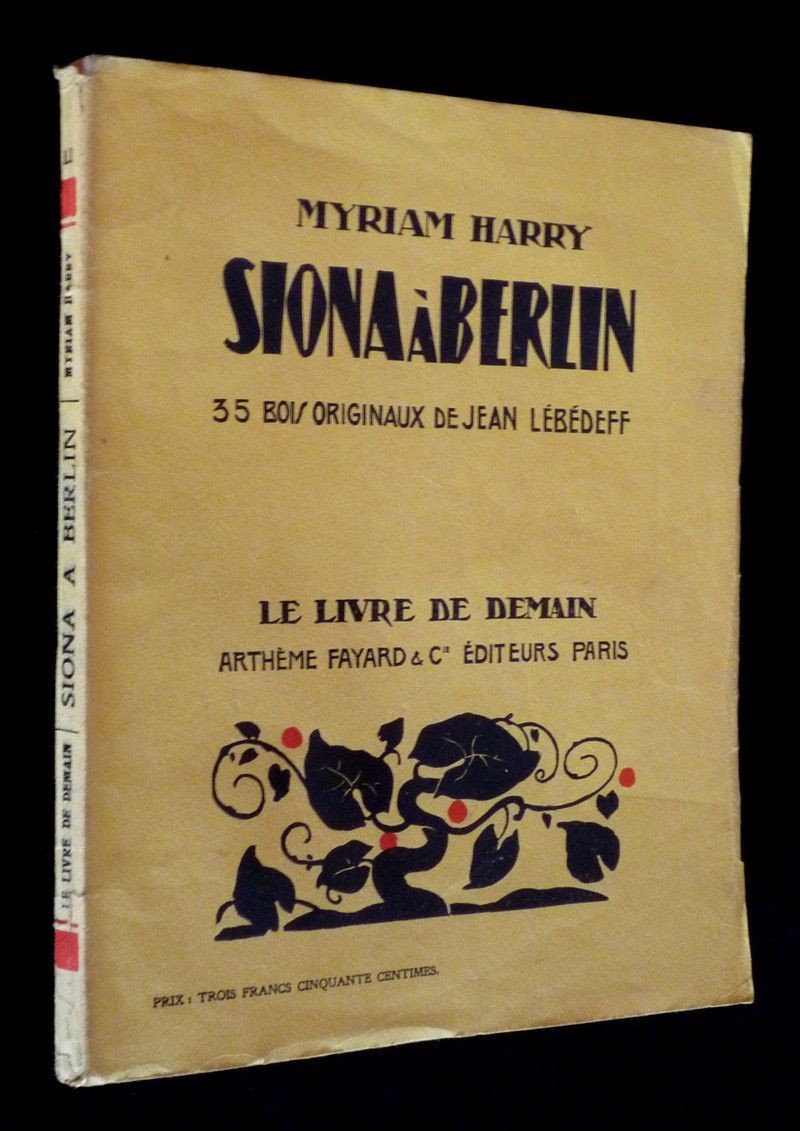 MYRIAM HARRY
SIONA À BERLIN
35 BOIS ORIGINAUX DE JEAN LÉBÉDEFF
LE LIVRE DE DEMAIN
ARTHÈME FAYARD & Cie ÉDITEURS PARIS
PRIX : TROIS FRANCS CINQUANTE CENTIMES.
LE LIVRE DE DEMAIN / SIONA A BERLIN / MYRIAM HARRY